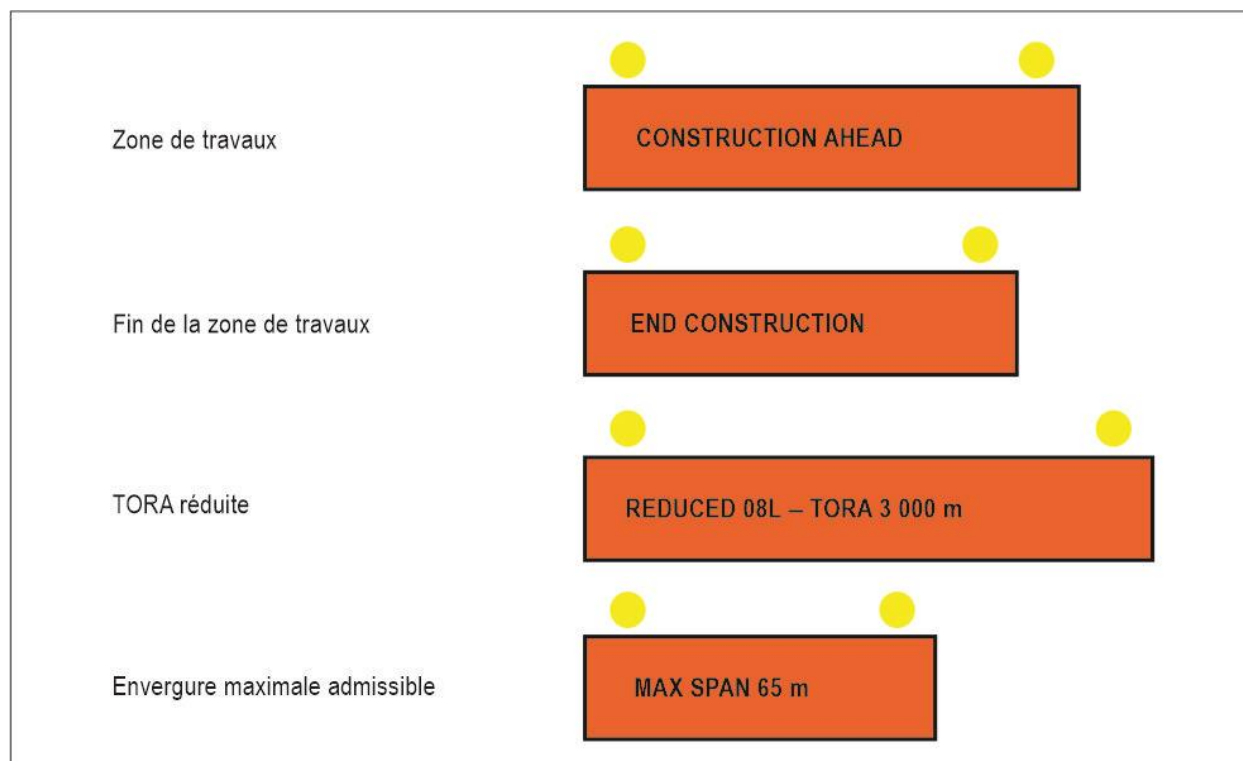 Zone de travaux
CONSTRUCTION AHEAD
Fin de la zone de travaux
END CONSTRUCTION
TORA réduite
REDUCED 08L – TORA 3 000 m
Envergure maximale admissible
MAX SPAN 65 m